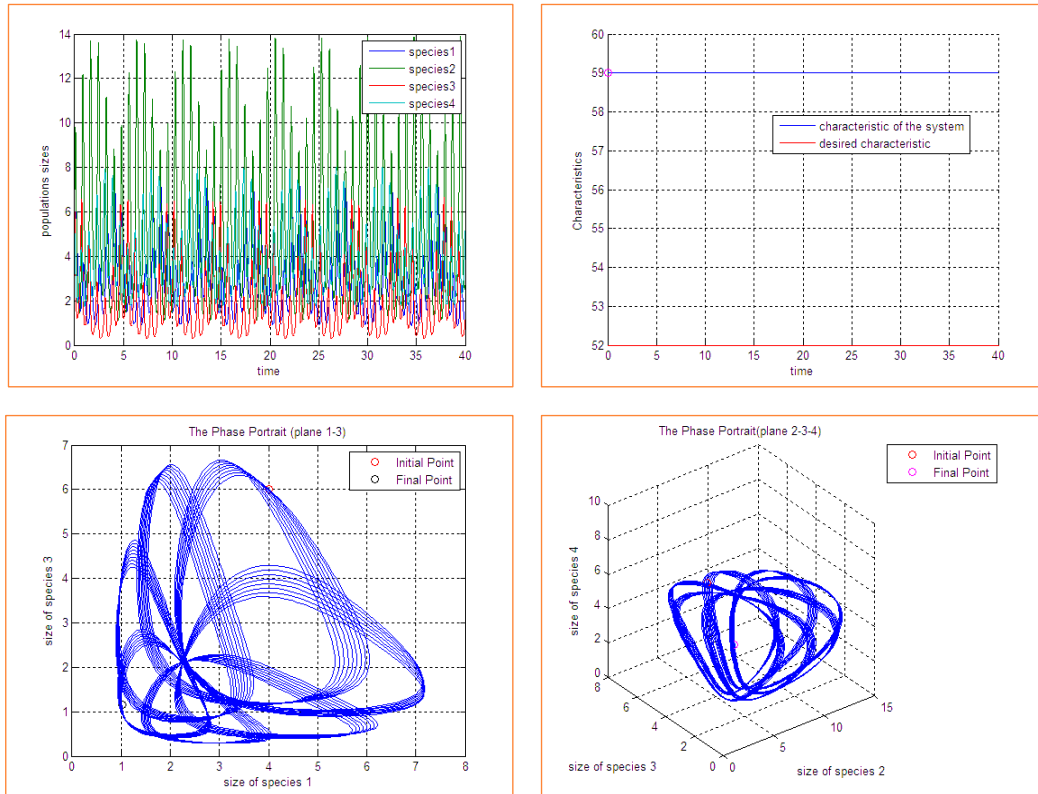 14
12
10
8
6
4
2
0
populations sizes
species1
species2
species3
species4
0 5 10 15 20 25 30 35 40
time
60
59
58
57
56
55
54
53
52
Characteristics
characteristic of the system
desired characteristic
0 5 10 15 20 25 30 35 40
time
The Phase Portrait (plane 1-3)
7
6
5
4
3
2
1
0
size of species 3
Initial Point
Final Point
0 1 2 3 4 5 6 7 8
size of species 1
The Phase Portrait(plane 2-3-4)
Initial Point
Final Point
10
8
6
4
2
0
size of species 4
8
6
4
2
0
size of species 3
0
5
10
15
size of species 2